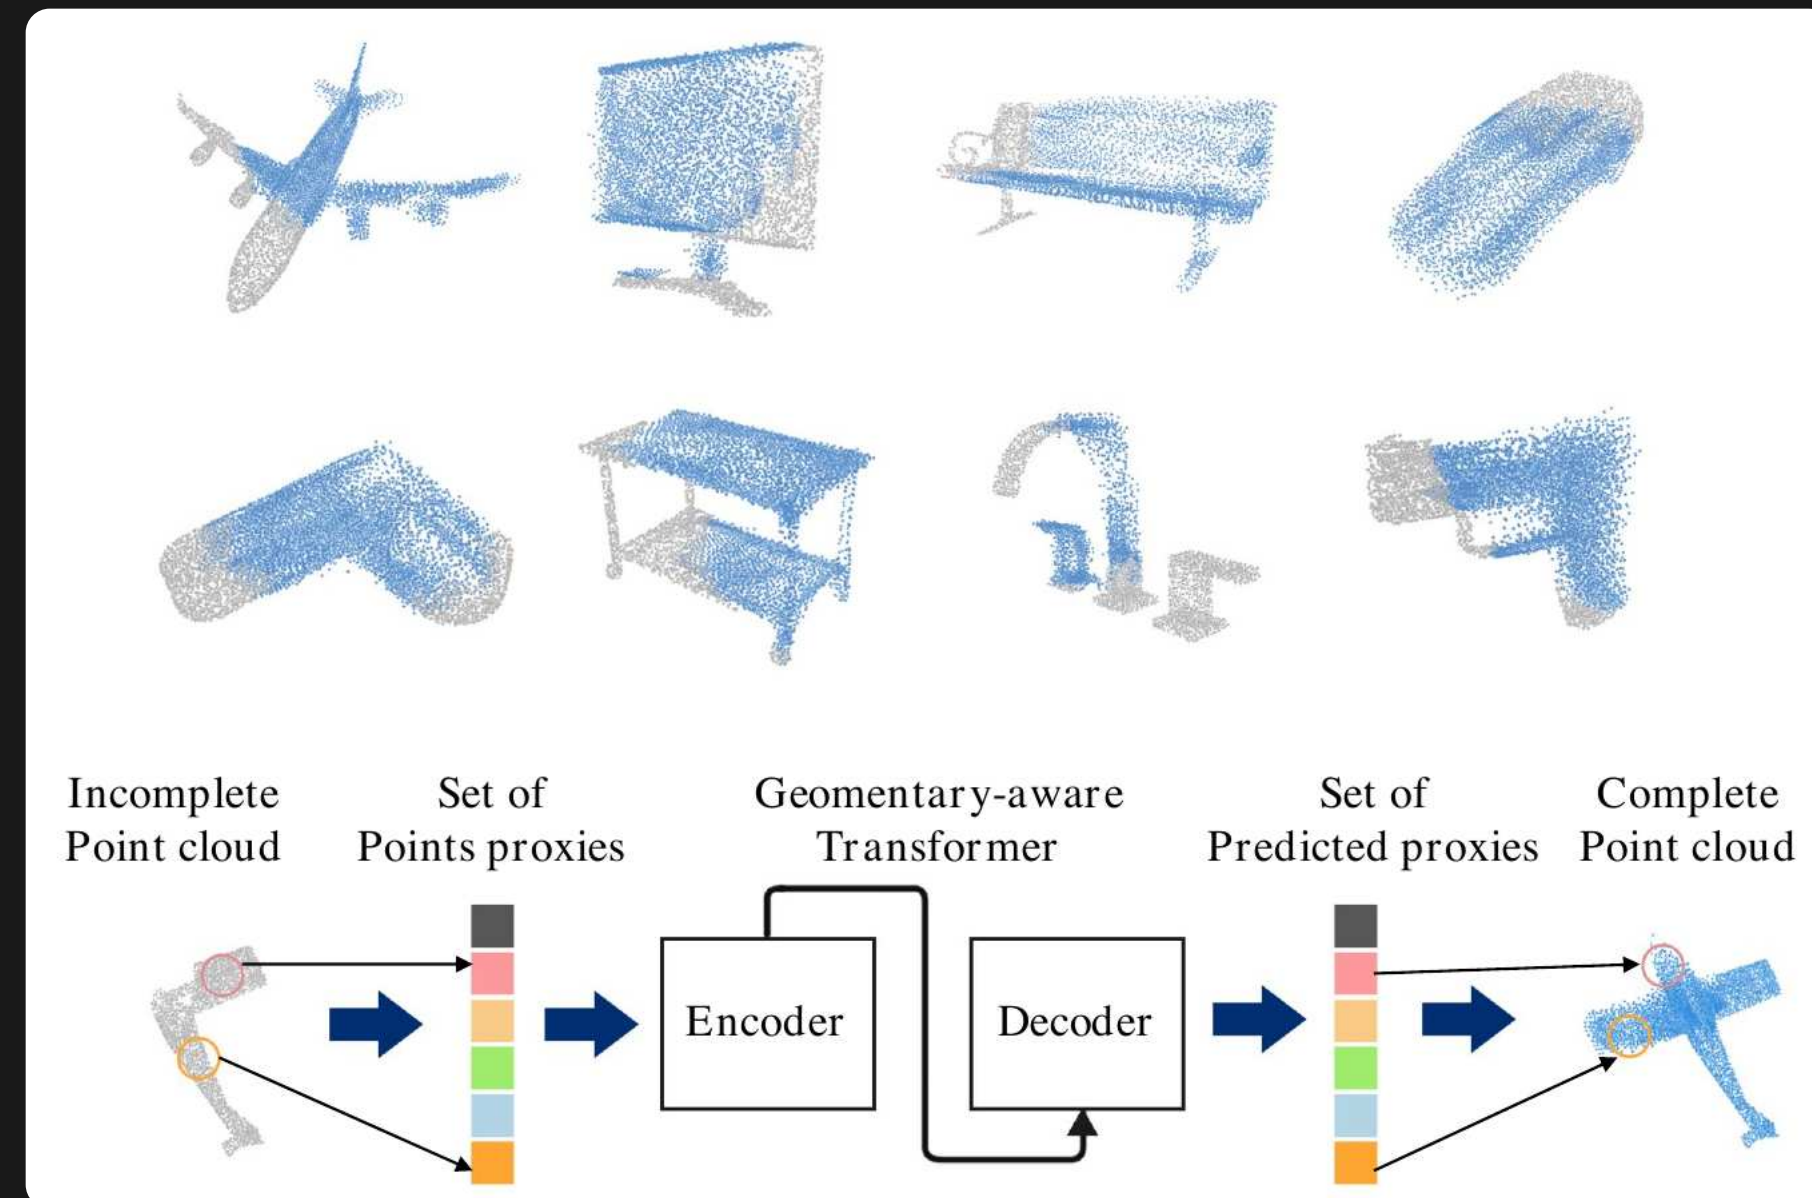 Incomplete
Point cloud
Set of
Points proxies
Geomentary-aware
Transformer
Set of
Predicted proxies
Complete
Point cloud
Encoder
Decoder